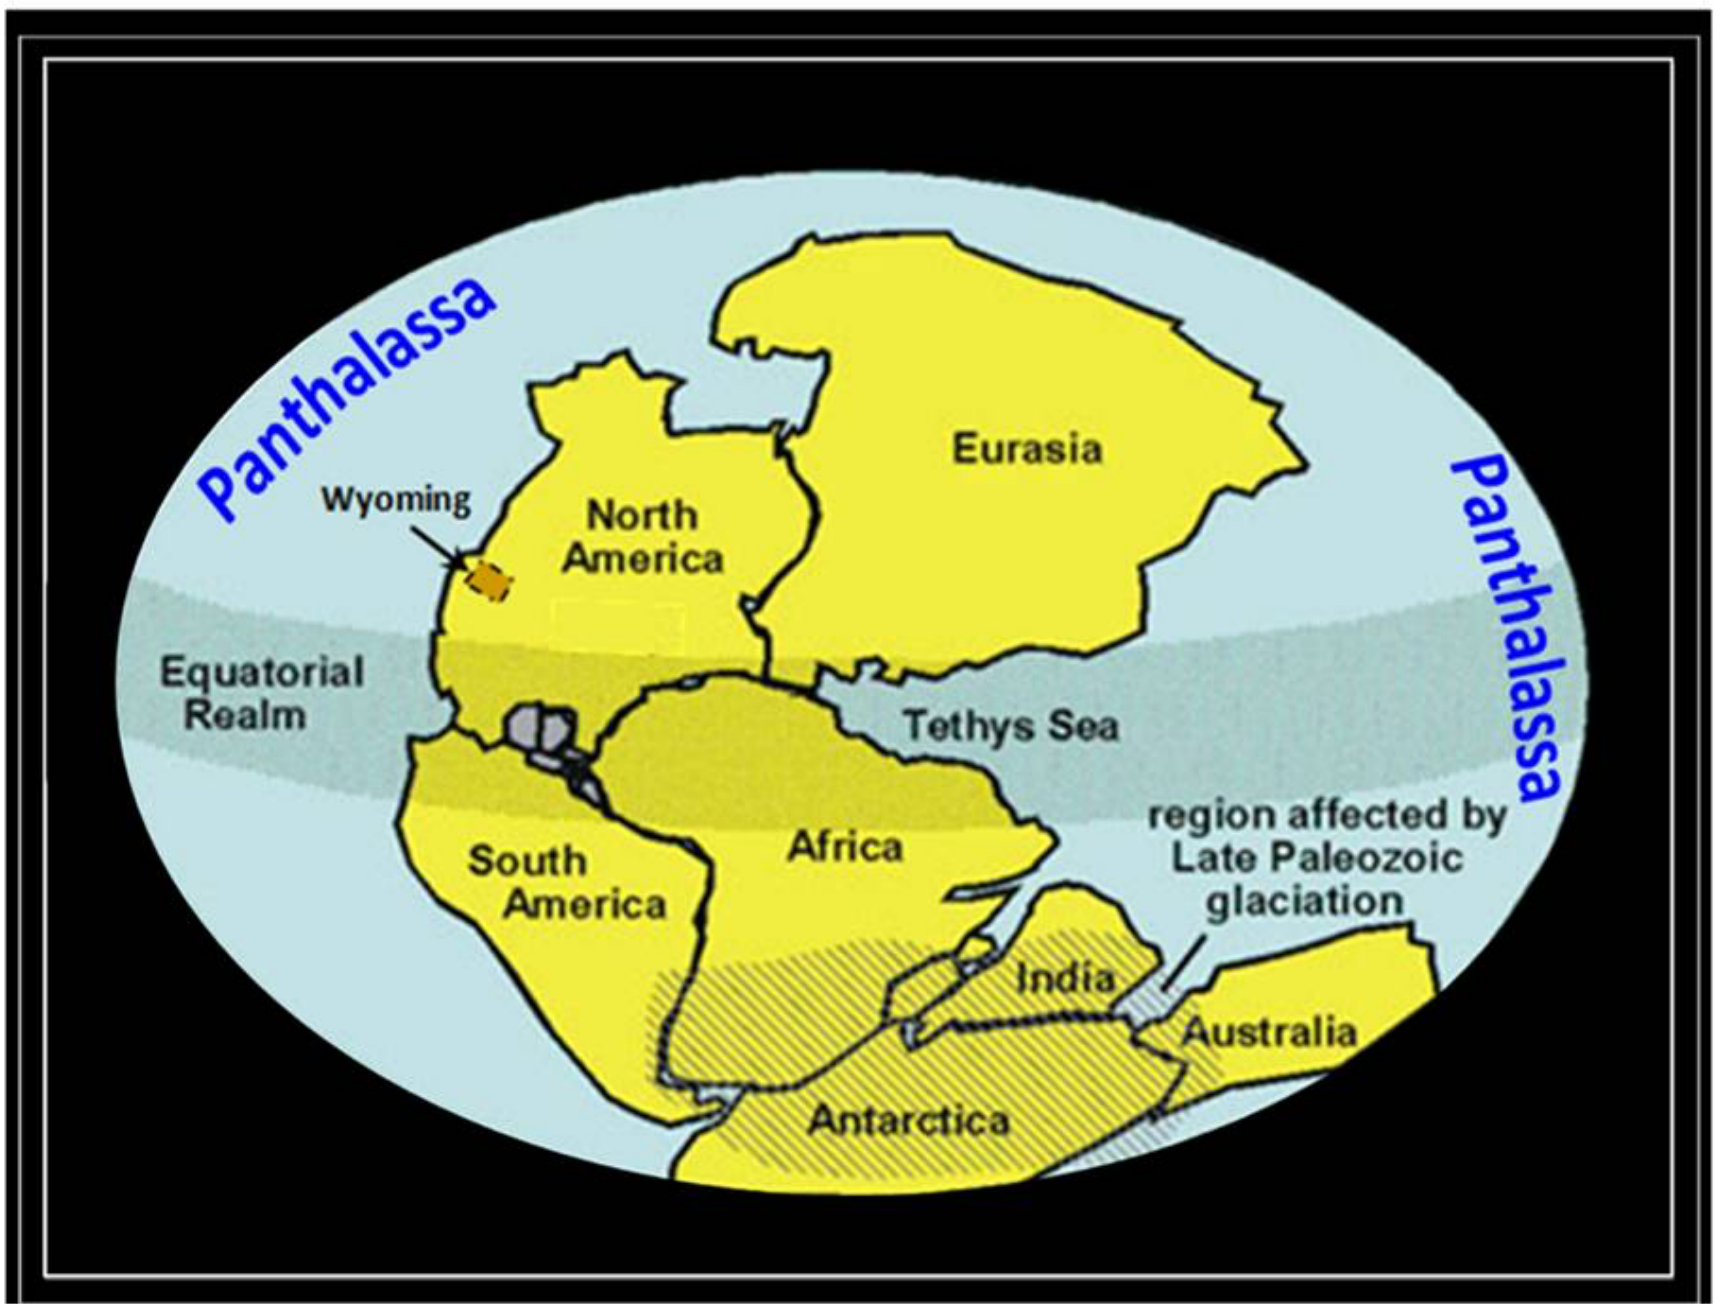 Panthalassa
Wyoming
North
America
Eurasia
Panthalassa
Equatorial
Realm
Tethys Sea
region affected by
Late Paleozoic
glaciation
South
America
Africa
India
Australia
Antarctica